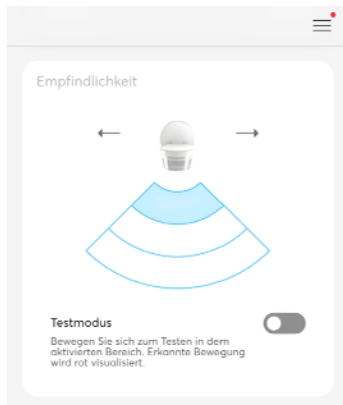 Empfindlichkeit
Testmodus
Bewegen Sie sich zum Testen in dem
aktivierten Bereich. Erkannte Bewegung
wird rot visualisiert.